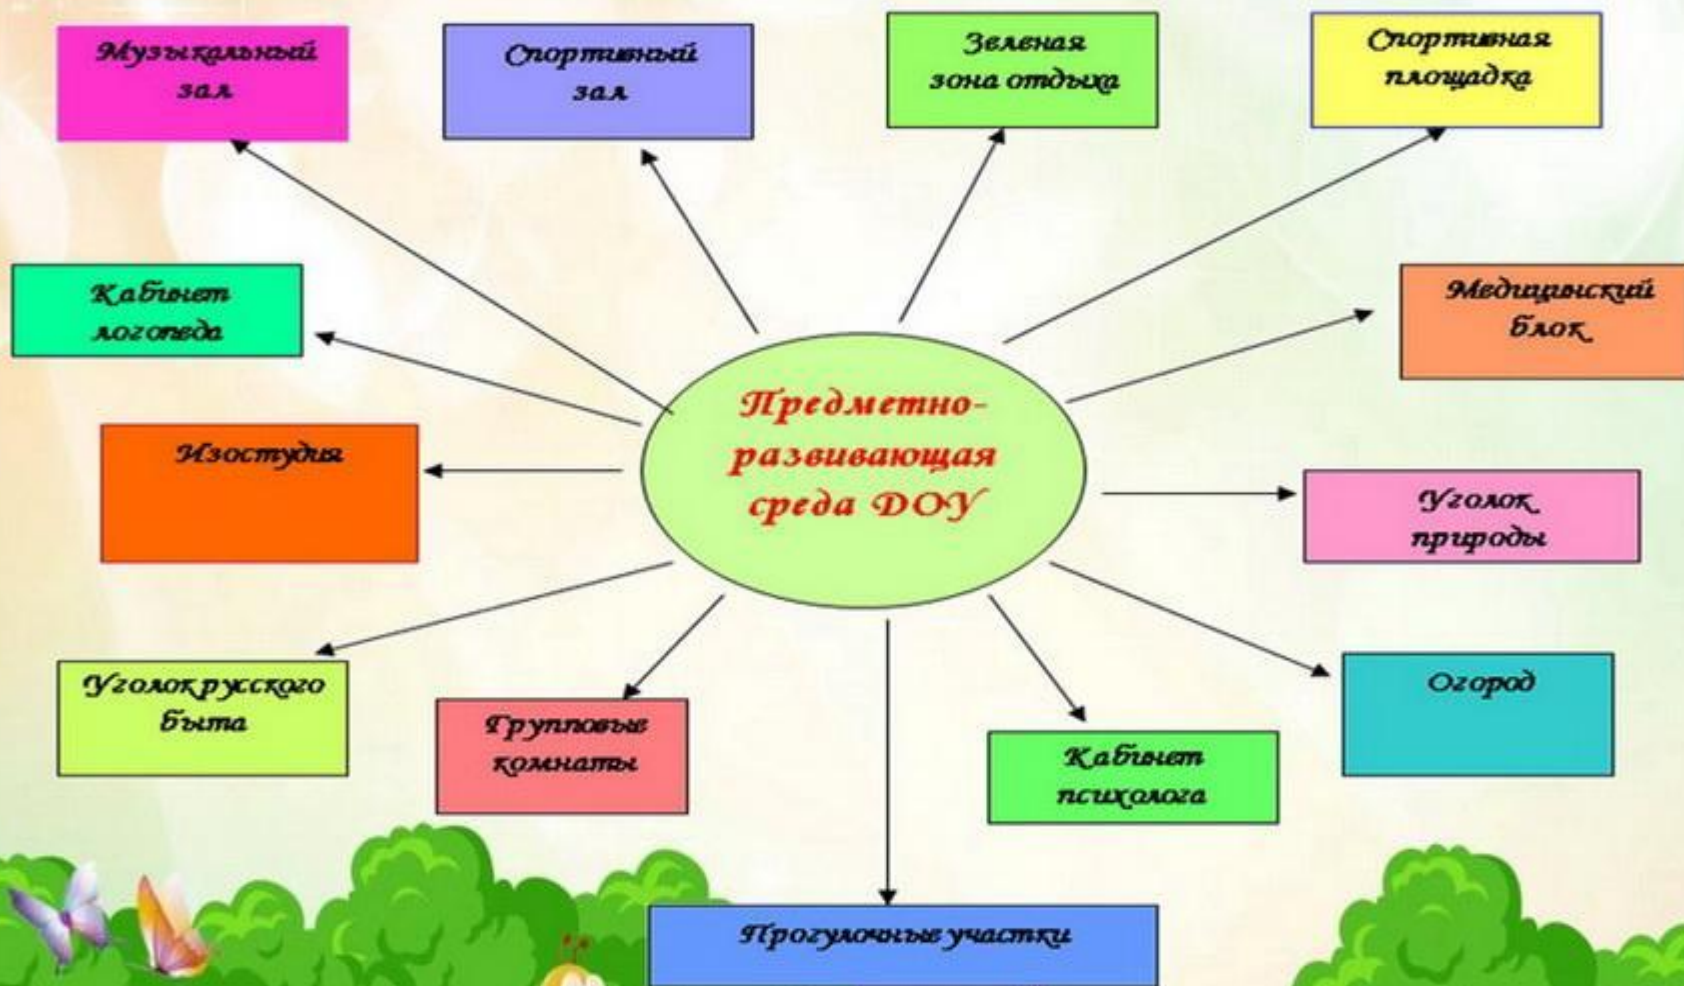 Музыкальный
зал
Спортивный
зал
Зеленая
зона отдыха
Спортивная
площадка
Кабинет
логопеда
Медицинский
блок
Предметно-
развивающая
среда ДОУ
Изостудия
Уголок
природы
Уголок русского
быта
Групповые
комнаты
Кабинет
психолога
Огород
Прогулочные участки